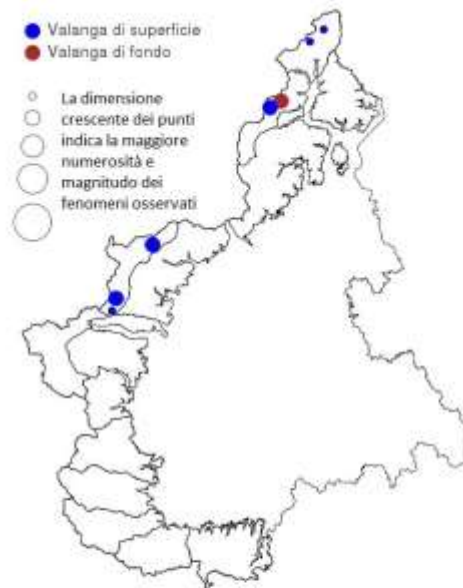 Valanga di superficie
Valanga di fondo
La dimensione
crescente dei punti
indica la maggiore
numerosità e
magnitudo dei
fenomeni osservati